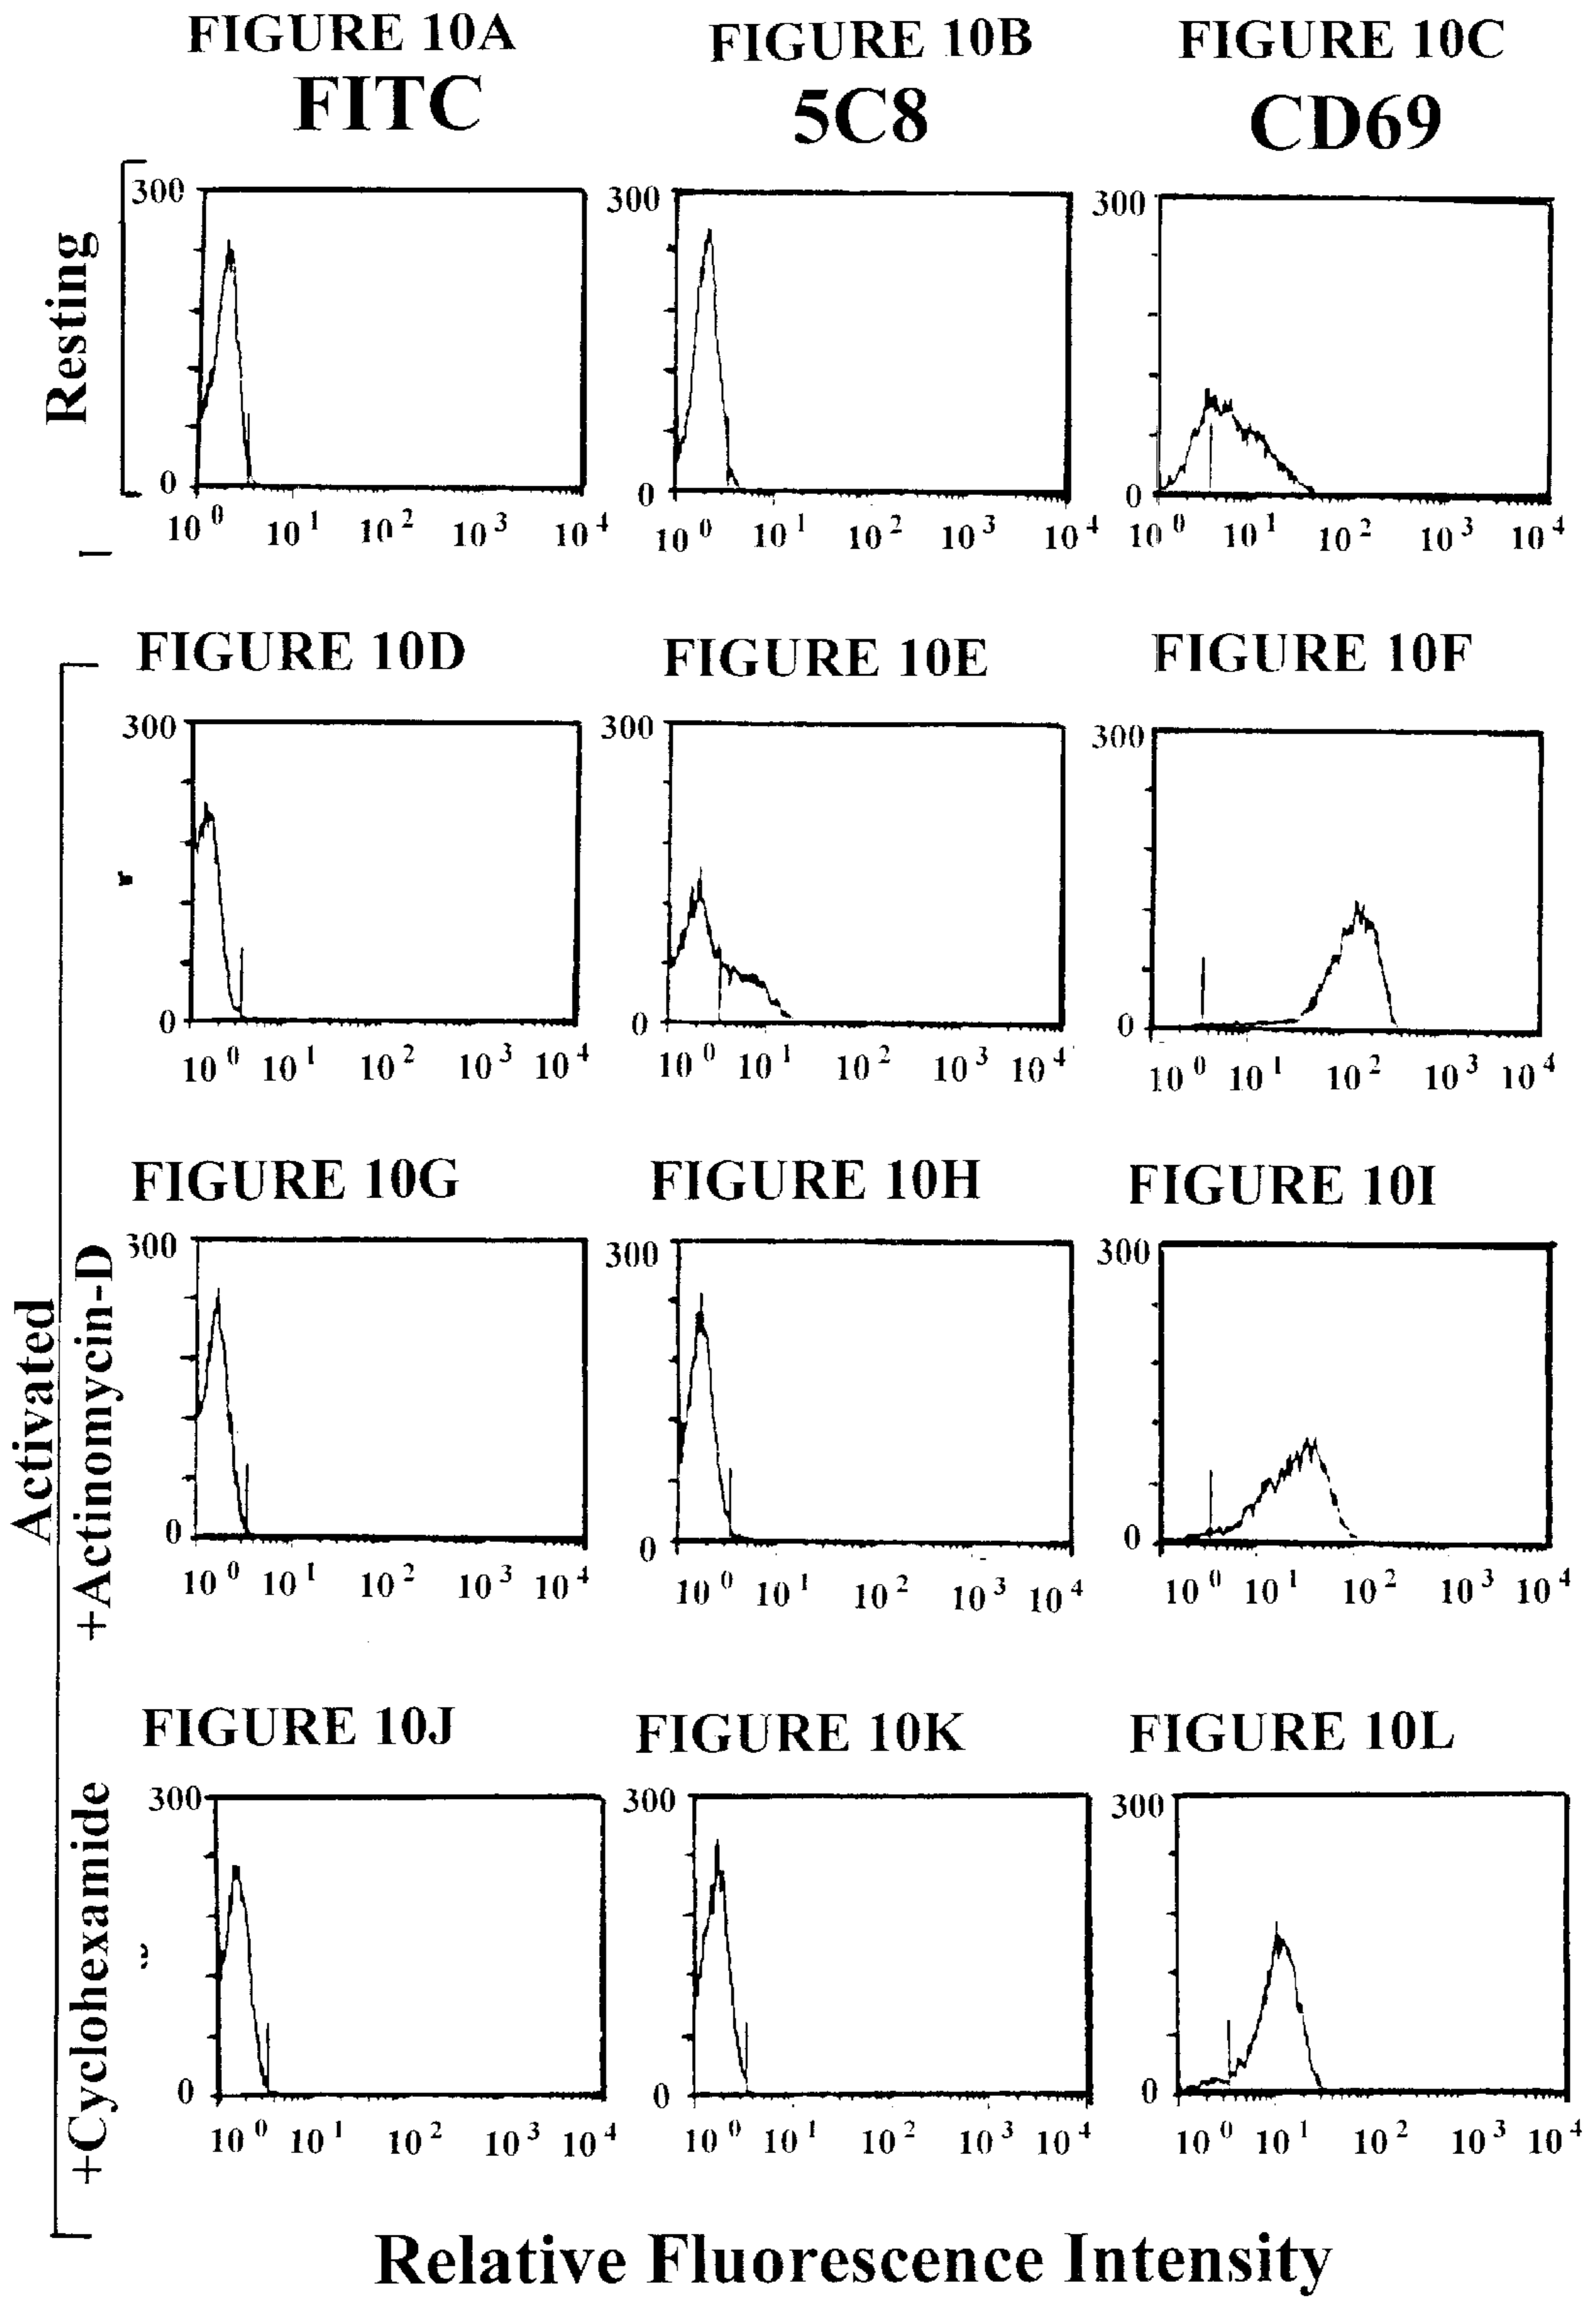 FIGURE 10A FIGURE 10B FIGURE 10C
FITC 5C8 CD69
Resting
300 300 300
0 0 0
10^0 10^1 10^2 10^3 10^4 10^0 10^1 10^2 10^3 10^4 10^0 10^1 10^2 10^3 10^4
FIGURE 10D FIGURE 10E FIGURE 10F
300 300 300
0 0 0
10^0 10^1 10^2 10^3 10^4 10^0 10^1 10^2 10^3 10^4 10^0 10^1 10^2 10^3 10^4
FIGURE 10G FIGURE 10H FIGURE 10I
Activated
+Actinomycin-D
300 300 300
0 0 0
10^0 10^1 10^2 10^3 10^4 10^0 10^1 10^2 10^3 10^4 10^0 10^1 10^2 10^3 10^4
FIGURE 10J FIGURE 10K FIGURE 10L
+Cyclohexamide
300 300 300
0 0 0
10^0 10^1 10^2 10^3 10^4 10^0 10^1 10^2 10^3 10^4 10^0 10^1 10^2 10^3 10^4
Relative Fluorescence Intensity